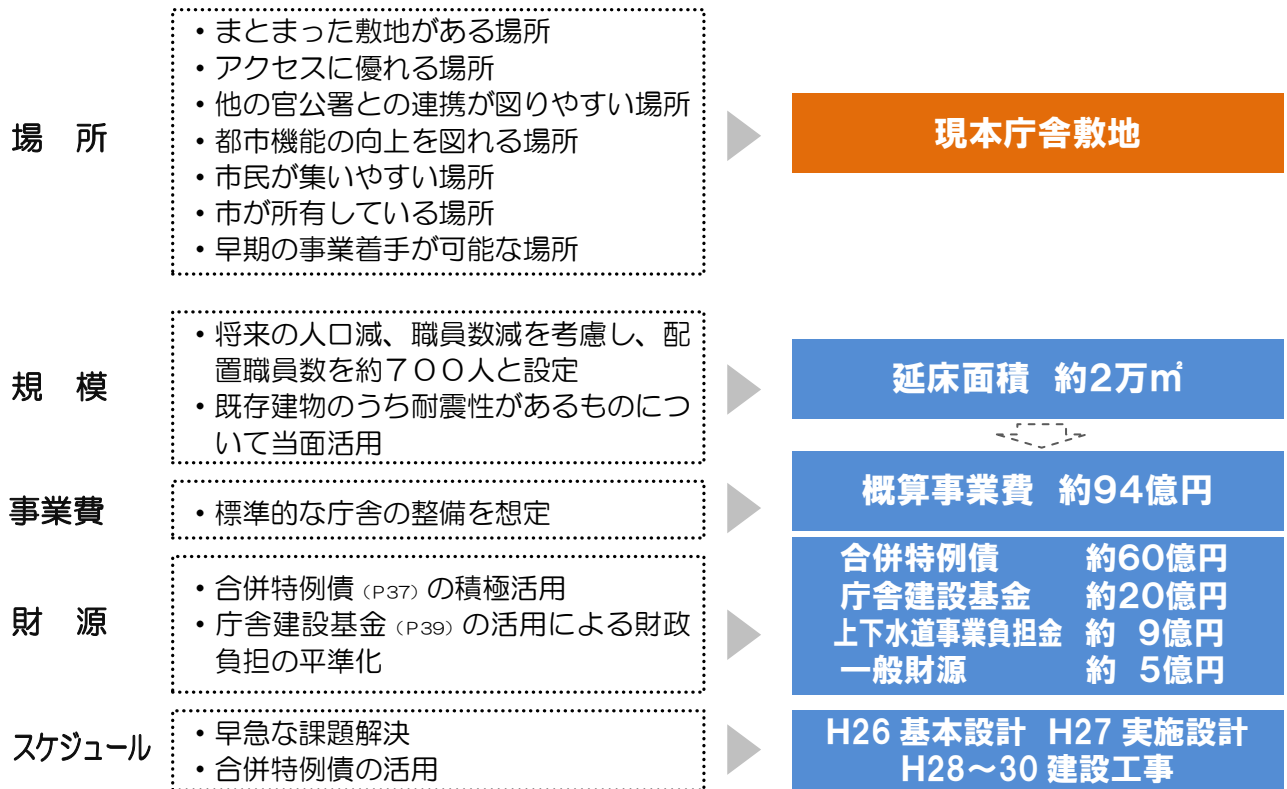 場　所
・まとまった敷地がある場所
・アクセスに優れる場所
・他の官公署との連携が図りやすい場所
・都市機能の向上を図れる場所
・市民が集いやすい場所
・市が所有している場所
・早期の事業着手が可能な場所
現本庁舎敷地
規　模
・将来の人口減、職員数減を考慮し、配
置職員数を約７００人と設定
・既存建物のうち耐震性があるものにつ
いて当面活用
延床面積 約2万㎡
事業費
・標準的な庁舎の整備を想定
概算事業費 約94億円
財　源
・合併特例債（P37）の積極活用
・庁舎建設基金（P39）の活用による財政
負担の平準化
合併特例債 約60億円
庁舎建設基金 約20億円
上下水道事業負担金 約 9億円
一般財源 約 5億円
スケジュール
・早急な課題解決
・合併特例債の活用
H26 基本設計 H27 実施設計
H28～30 建設工事